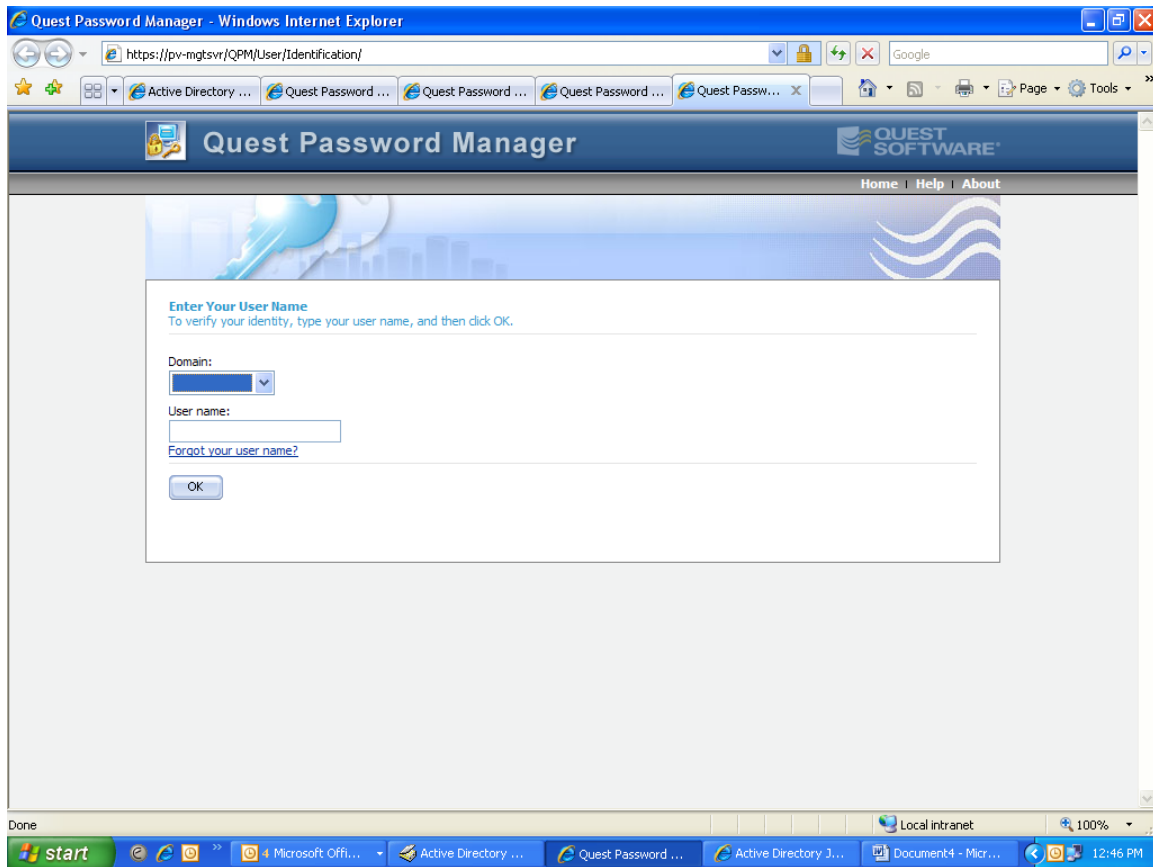 Quest Password Manager - Windows Internet Explorer
https://pv-mgtsvr/QPM/User/Identification/
Google
Active Directory ...
Quest Password ...
Quest Password ...
Quest Password ...
Quest Passw... X
Page
Tools
Quest Password Manager
QUEST SOFTWARE®
Home | Help | About
Enter Your User Name
To verify your identity, type your user name, and then click OK.
Domain:
User name:
Forgot your user name?
OK
Done
Local intranet
100%
start
4 Microsoft Offi...
Active Directory ...
Quest Password ...
Active Directory J...
Document4 - Micr...
12:46 PM